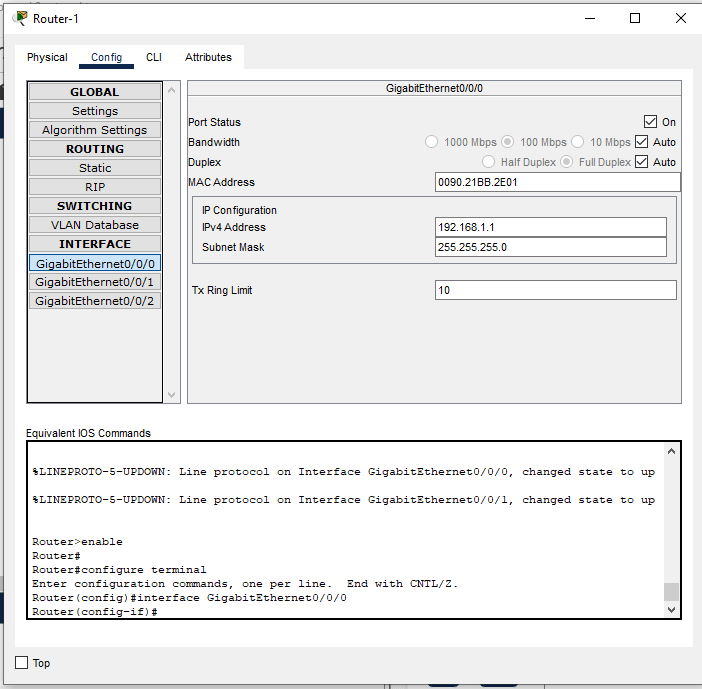 Router-1
Physical Config CLI Attributes
GLOBAL
Settings
Algorithm Settings
ROUTING
Static
RIP
SWITCHING
VLAN Database
INTERFACE
GigabitEthernet0/0/0
GigabitEthernet0/0/1
GigabitEthernet0/0/2
GigabitEthernet0/0/0
Port Status On
Bandwidth 1000 Mbps 100 Mbps 10 Mbps Auto
Duplex Half Duplex Full Duplex Auto
MAC Address 0090.21BB.2E01
IP Configuration
IPv4 Address 192.168.1.1
Subnet Mask 255.255.255.0
Tx Ring Limit 10
Equivalent IOS Commands
%LINEPROTO-5-UPDOWN: Line protocol on Interface GigabitEthernet0/0/0, changed state to up
%LINEPROTO-5-UPDOWN: Line protocol on Interface GigabitEthernet0/0/1, changed state to up
Router>enable
Router#
Router#configure terminal
Enter configuration commands, one per line.  End with CNTL/Z.
Router(config)#interface GigabitEthernet0/0/0
Router(config-if)#
Top